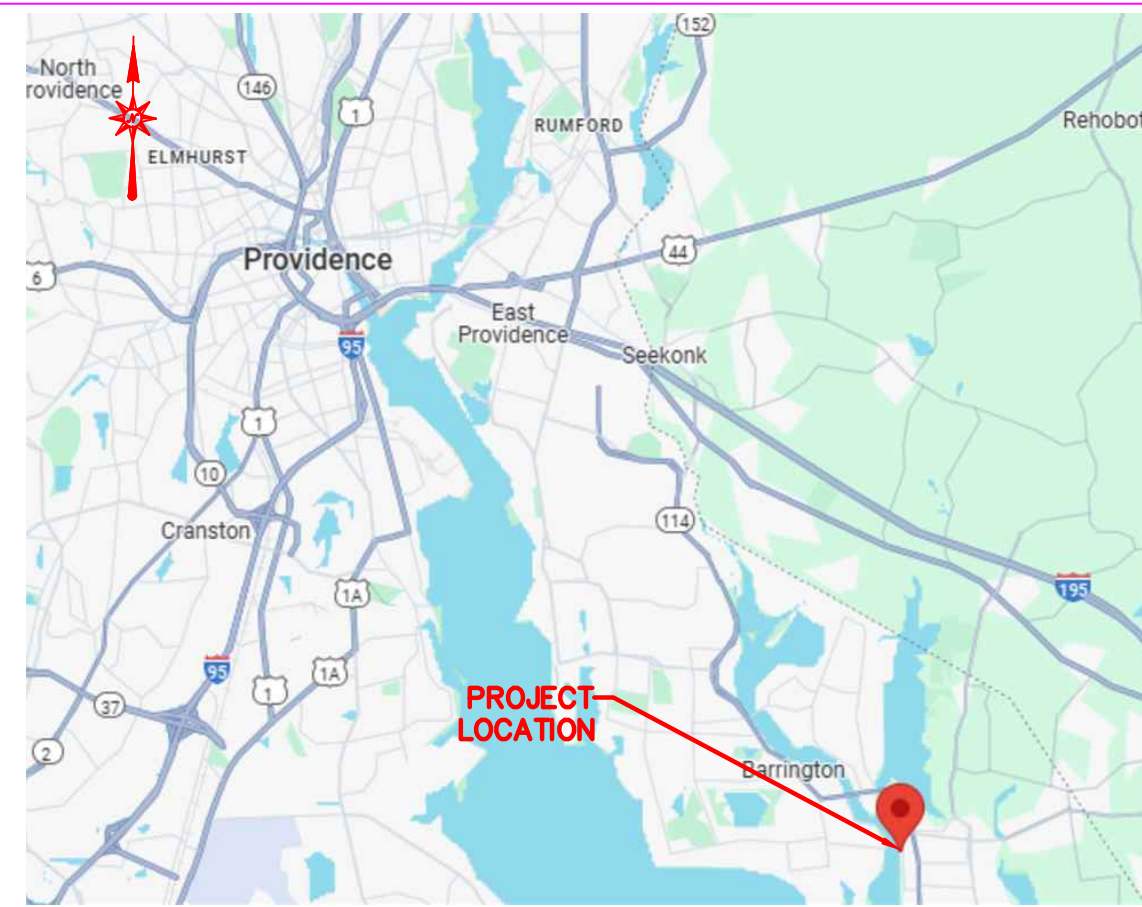 152
North
rovidence
146
1
RUMFORD
Rehobot
N
ELMHURST
Providence
6
44
East
Providence
95
Seekonk
1
10
Cranston
114
1A
195
95
1A
1
37
PROJECT
LOCATION
2
Barrington